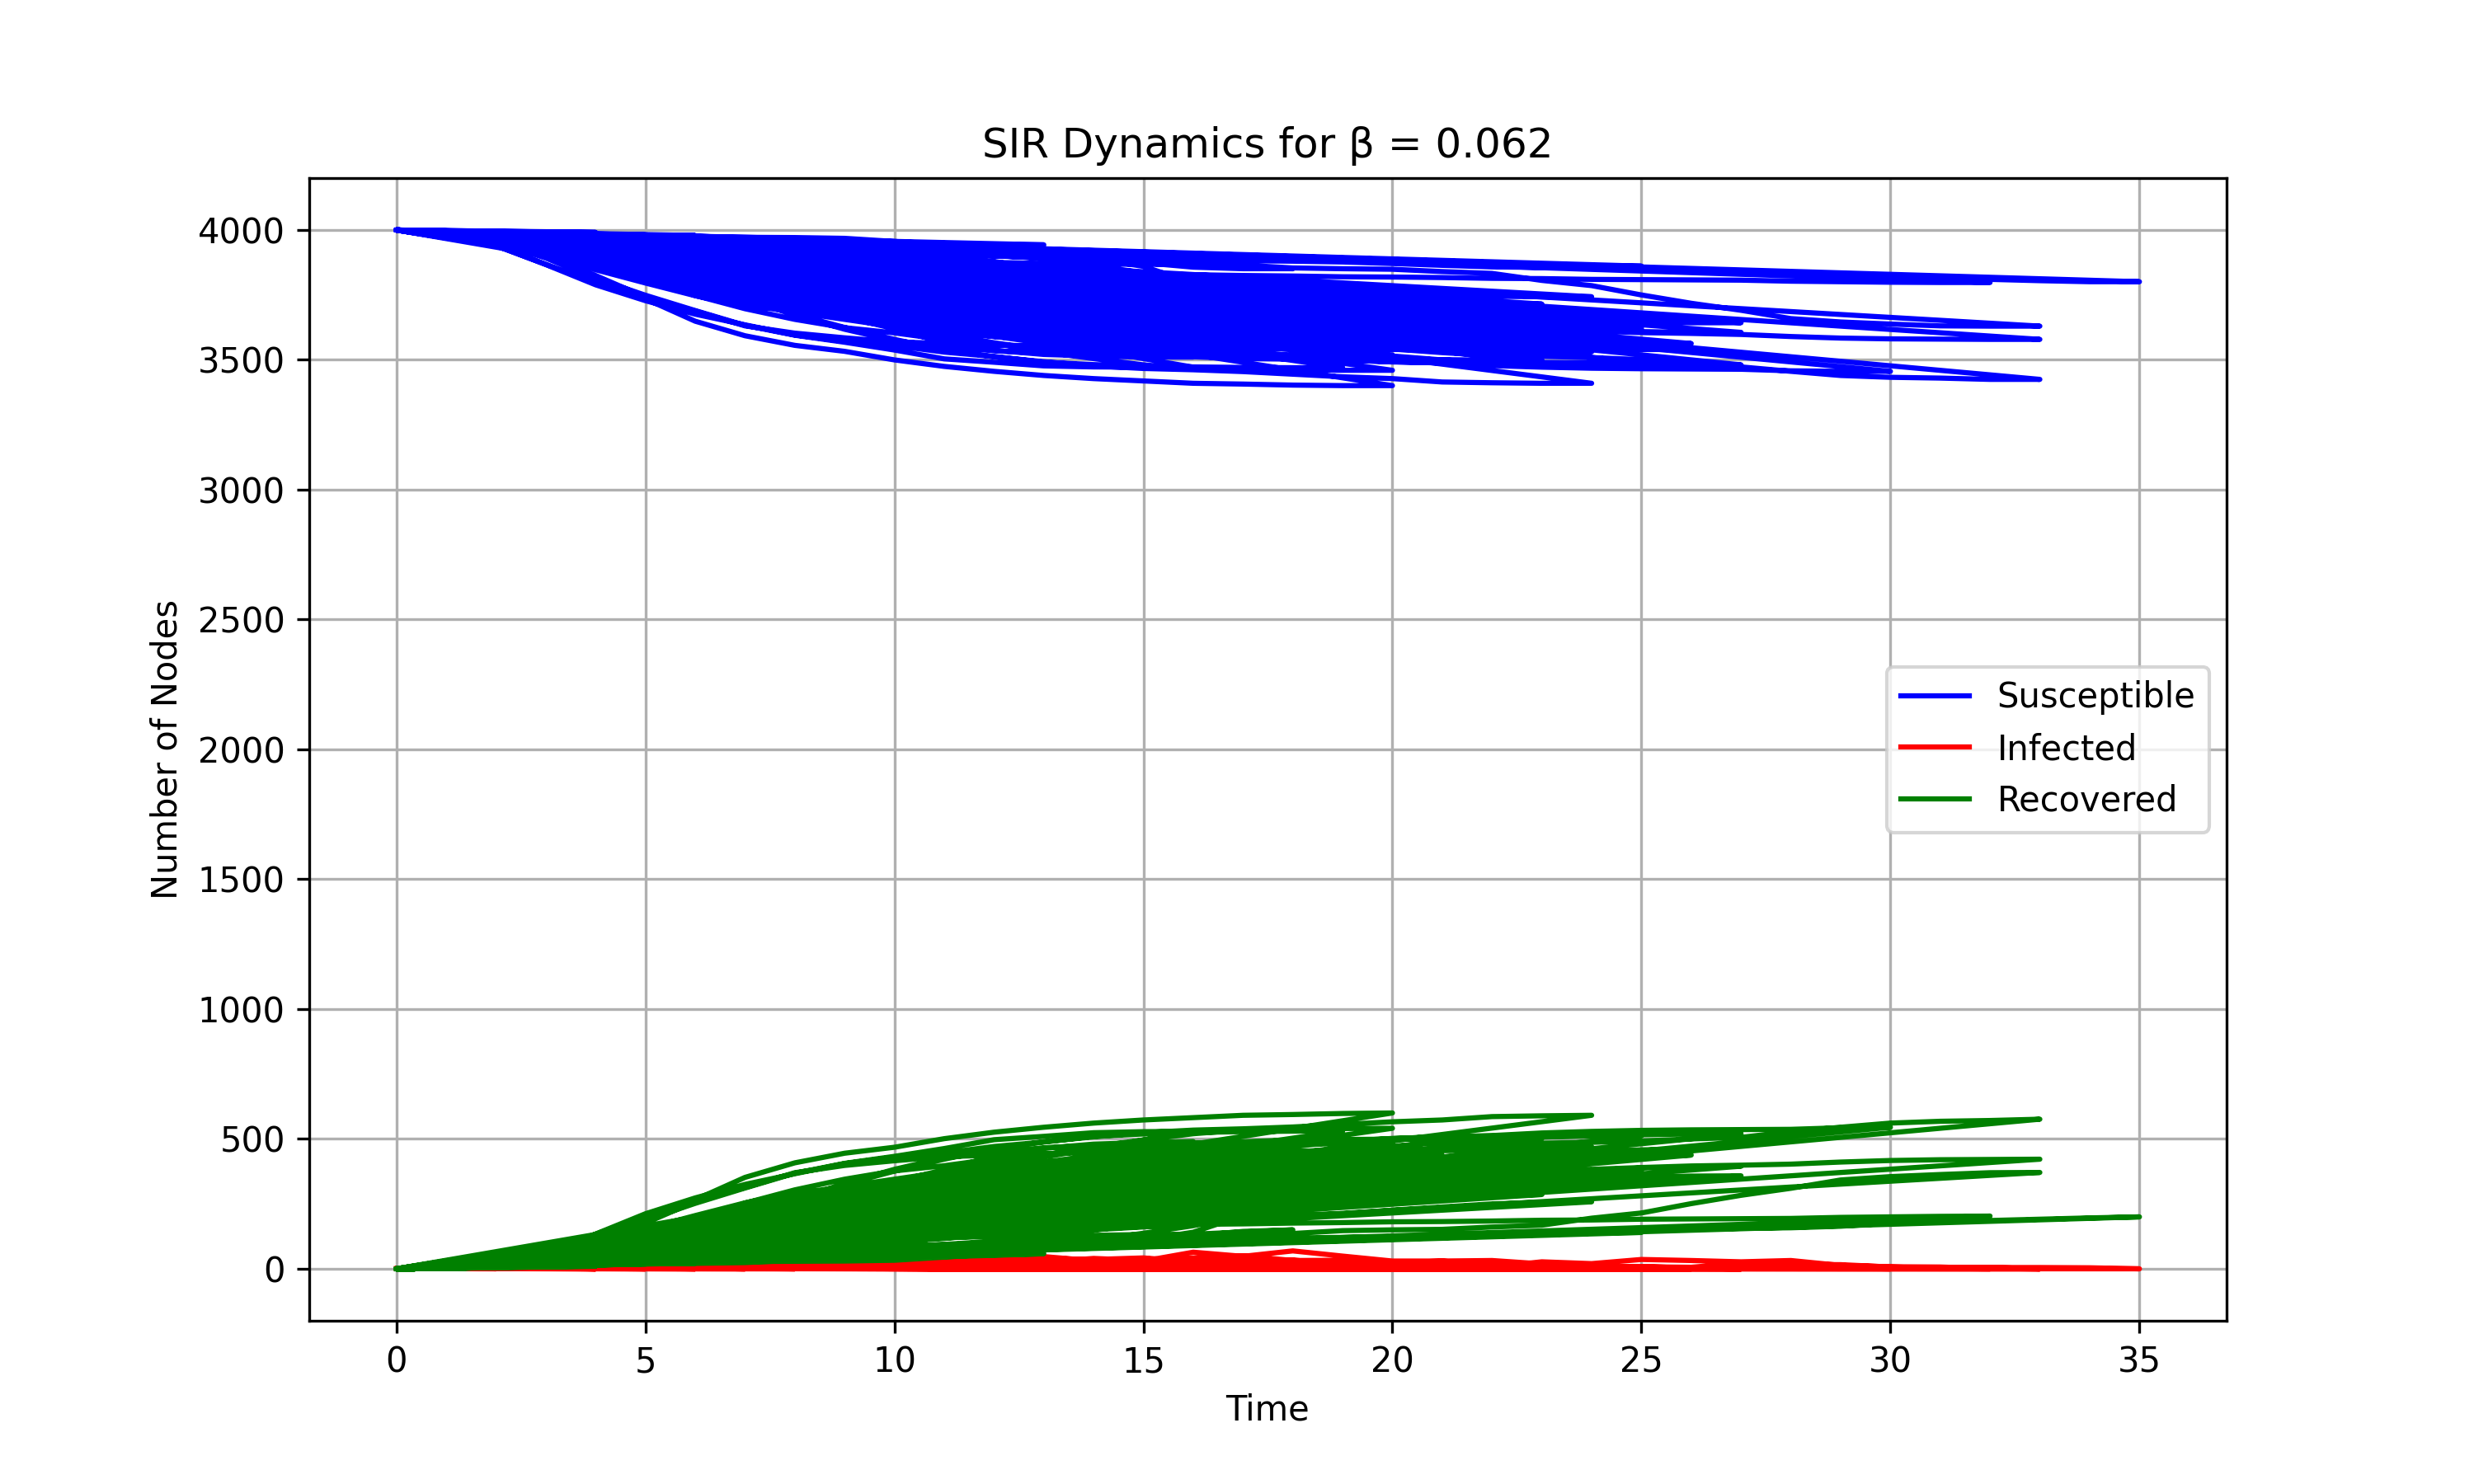 SIR Dynamics for β = 0.062
Number of Nodes
4000
3500
3000
2500
2000
1500
1000
500
0
Susceptible
Infected
Recovered
0 5 10 15 20 25 30 35
Time